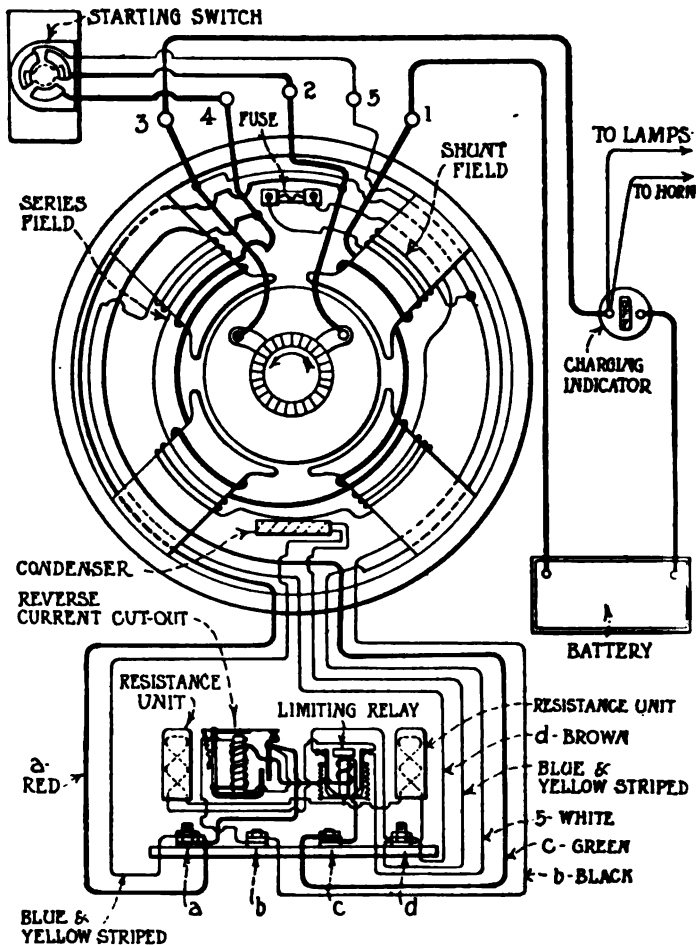 STARTING SWITCH
3
4
2
5
1
FUSE
SHUNT
FIELD
TO LAMPS
TO HORN
SERIES
FIELD
CHARGING
INDICATOR
CONDENSER
REVERSE
CURRENT CUT-OUT
BATTERY
RESISTANCE
UNIT
LIMITING RELAY
RESISTANCE UNIT
d-BROWN
a-
RED
BLUE &
YELLOW STRIPED
5-WHITE
C-GREEN
b-BLACK
a
b
c
d
BLUE &
YELLOW STRIPED